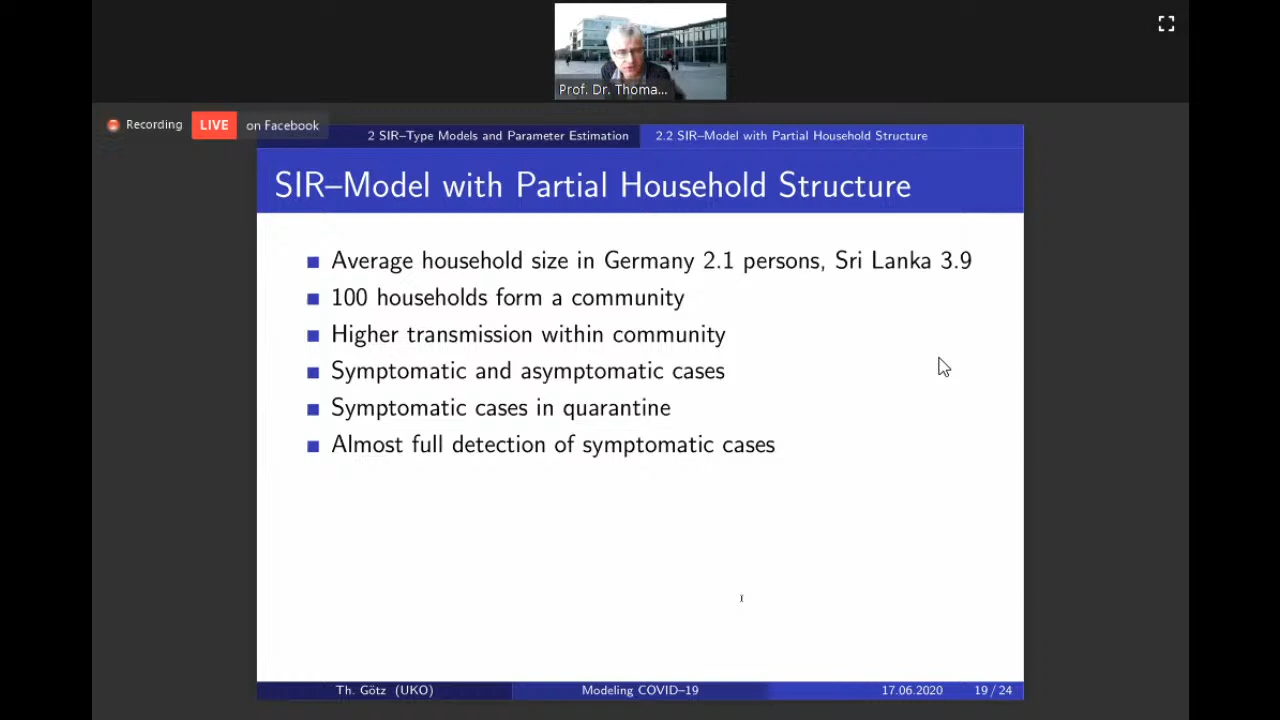 Prof. Dr. Thoma...
Recording LIVE on Facebook
2 SIR–Type Models and Parameter Estimation 2.2 SIR–Model with Partial Household Structure
SIR–Model with Partial Household Structure
Average household size in Germany 2.1 persons, Sri Lanka 3.9
100 households form a community
Higher transmission within community
Symptomatic and asymptomatic cases
Symptomatic cases in quarantine
Almost full detection of symptomatic cases
Th. Götz (UKO) Modeling COVID–19 17.06.2020 19 / 24